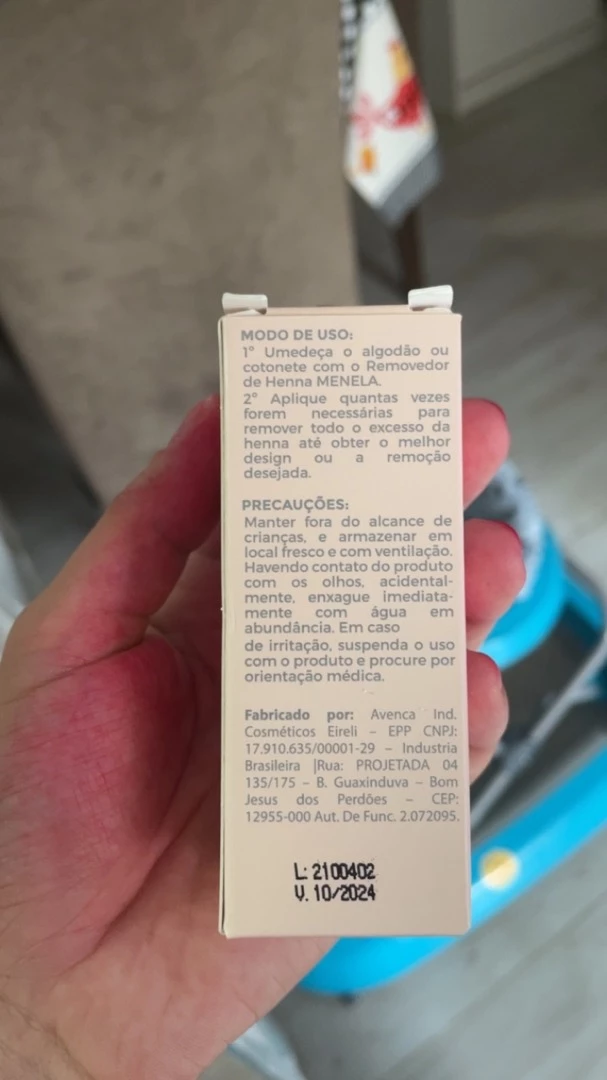 MODO DE USO:
1º Umedeça o algodão ou
cotonete com o Removedor
de Henna MENELA.
2º Aplique quantas vezes
forem necessárias para
remover todo o excesso da
henna até obter o melhor
design ou a remoção
desejada.
PRECAUÇÕES:
Manter fora do alcance de
crianças, e armazenar em
local fresco e com ventilação.
Havendo contato do produto
com os olhos, acidental-
mente, enxague imediata-
mente com água em
abundância. Em caso
de irritação, suspenda o uso
com o produto e procure por
orientação médica.
Fabricado por: Avenca Ind.
Cosméticos Eireli – EPP CNPJ:
17.910.635/00001-29 – Industria
Brasileira |Rua: PROJETADA 04
135/175 – B. Guaxinduva – Bom
Jesus dos Perdões – CEP:
12955-000 Aut. De Func. 2.072095.
L: 2100402
V. 10/2024